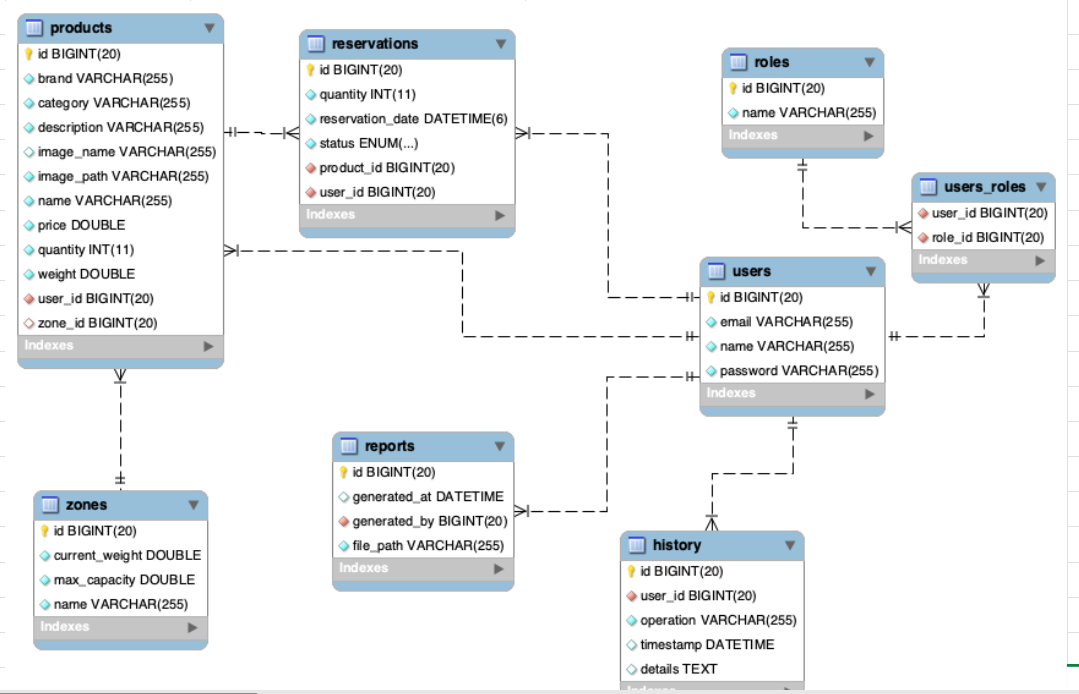 products
id BIGINT(20)
brand VARCHAR(255)
category VARCHAR(255)
description VARCHAR(255)
image_name VARCHAR(255)
image_path VARCHAR(255)
name VARCHAR(255)
price DOUBLE
quantity INT(11)
weight DOUBLE
user_id BIGINT(20)
zone_id BIGINT(20)
Indexes
reservations
id BIGINT(20)
quantity INT(11)
reservation_date DATETIME(6)
status ENUM(...)
product_id BIGINT(20)
user_id BIGINT(20)
Indexes
roles
id BIGINT(20)
name VARCHAR(255)
Indexes
users_roles
user_id BIGINT(20)
role_id BIGINT(20)
Indexes
users
id BIGINT(20)
email VARCHAR(255)
name VARCHAR(255)
password VARCHAR(255)
Indexes
reports
id BIGINT(20)
generated_at DATETIME
generated_by BIGINT(20)
file_path VARCHAR(255)
Indexes
zones
id BIGINT(20)
current_weight DOUBLE
max_capacity DOUBLE
name VARCHAR(255)
Indexes
history
id BIGINT(20)
user_id BIGINT(20)
operation VARCHAR(255)
timestamp DATETIME
details TEXT
Indexes